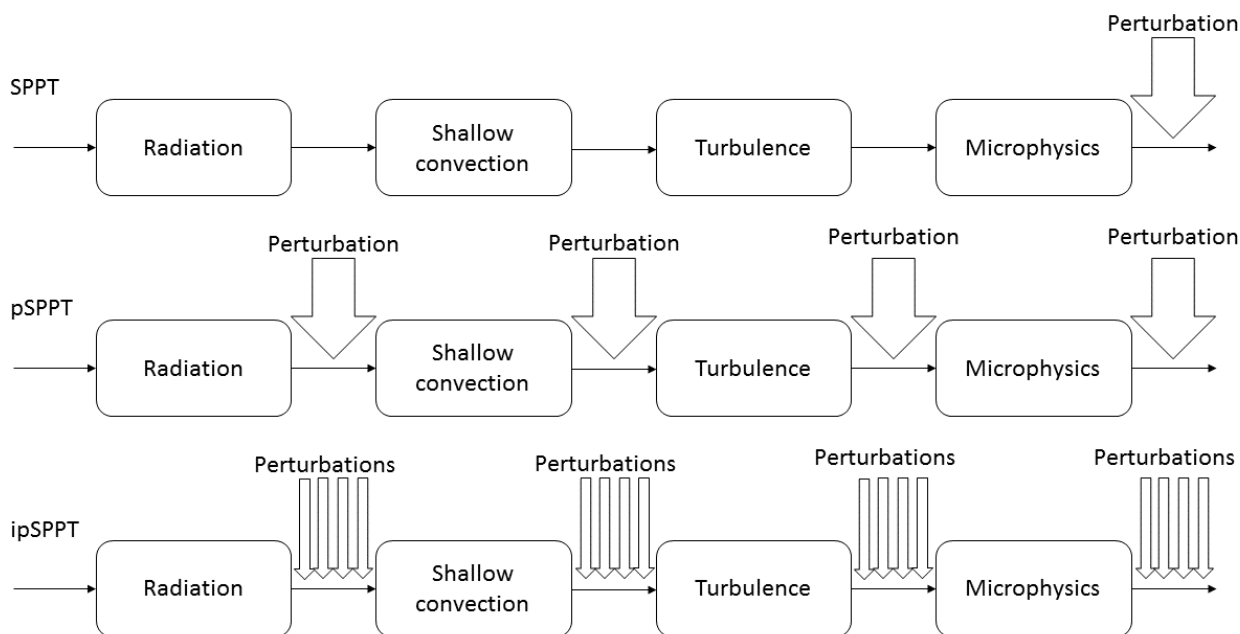 Perturbation
SPPT
Radiation
Shallow
convection
Turbulence
Microphysics
Perturbation
Perturbation
Perturbation
Perturbation
pSPPT
Radiation
Shallow
convection
Turbulence
Microphysics
Perturbations
Perturbations
Perturbations
Perturbations
ipSPPT
Radiation
Shallow
convection
Turbulence
Microphysics